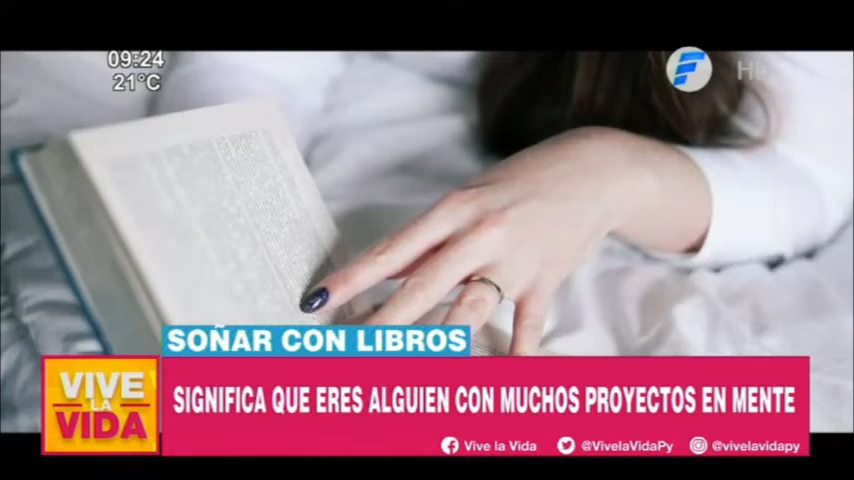 09:24
21°C
HD
SOÑAR CON LIBROS
VIVE
LA
VIDA
SIGNIFICA QUE ERES ALGUIEN CON MUCHOS PROYECTOS EN MENTE
Vive la Vida @VivelaVidaPy @vivelavidapy